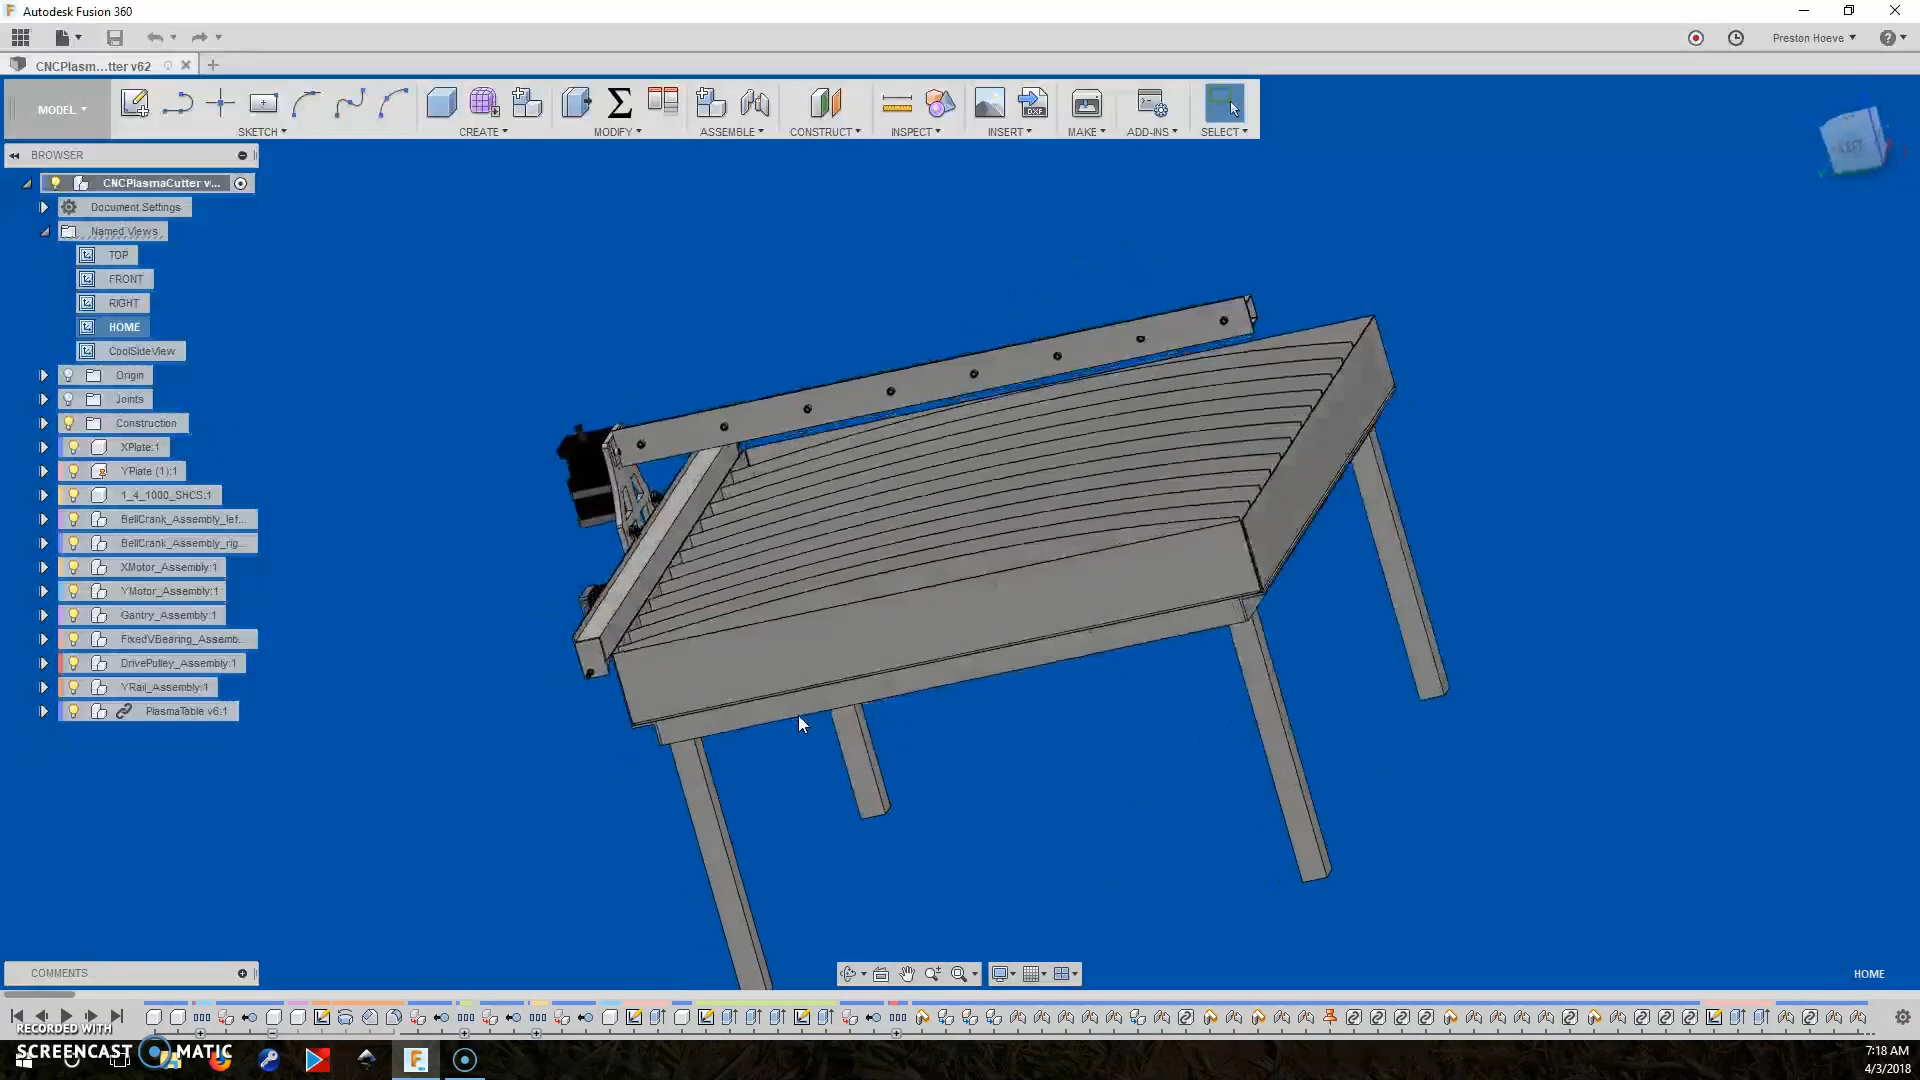 Autodesk Fusion 360
Preston Hoeve
CNCPlasm...tter v62
MODEL
SKETCH
CREATE
MODIFY
ASSEMBLE
CONSTRUCT
INSPECT
INSERT
MAKE
ADD-INS
SELECT
DXF
LEFT
BROWSER
CNCPlasmaCutter v...
Document Settings
Named Views
TOP
FRONT
RIGHT
HOME
CoolSideView
Origin
Joints
Construction
XPlate:1
YPlate (1):1
1_4_1000_SHCS:1
BellCrank_Assembly_lef...
BellCrank_Assembly_rig...
XMotor_Assembly:1
YMotor_Assembly:1
Gantry_Assembly:1
FixedVBearing_Assemb...
DrivePulley_Assembly:1
YRail_Assembly:1
PlasmaTable v6:1
COMMENTS
HOME
RECORDED WITH
SCREENCAST MATIC
7:18 AM
4/3/2018